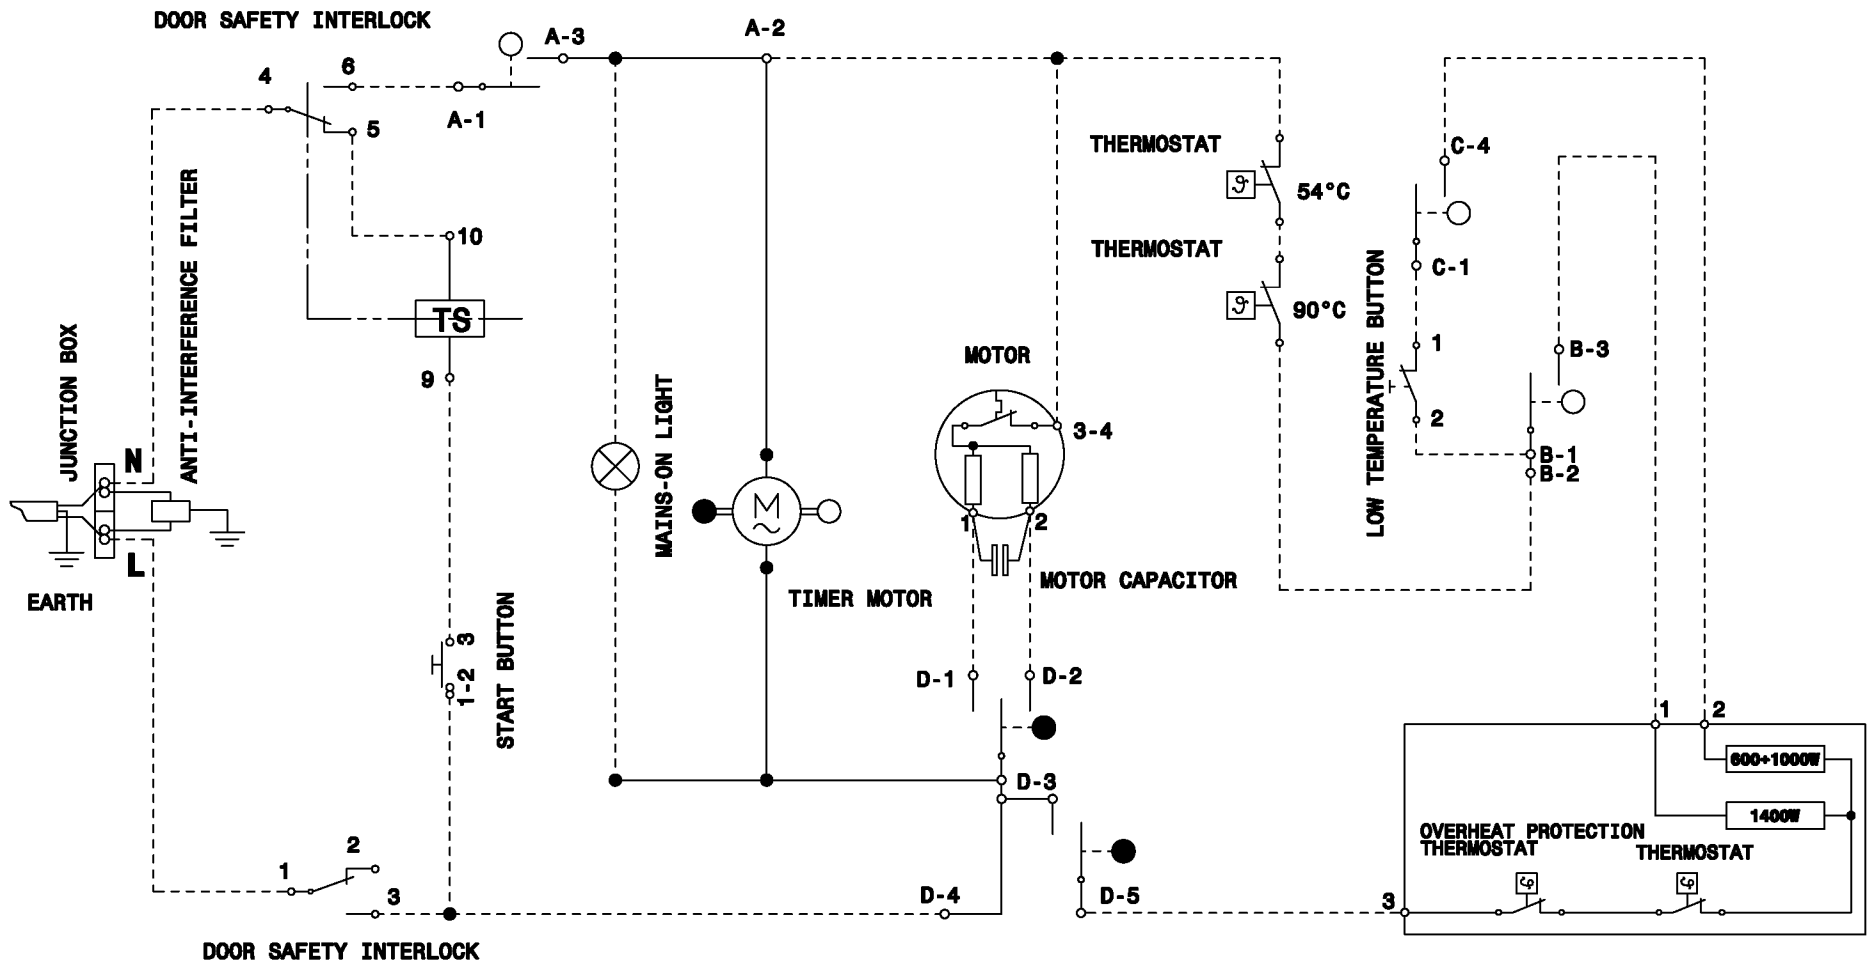 DOOR SAFETY INTERLOCK
A-3
A-2
6
4
A-1
5
C-4
THERMOSTAT
54°C
ANTI-INTERFERENCE FILTER
10
THERMOSTAT
C-1
90°C
TS
LOW TEMPERATURE BUTTON
JUNCTION BOX
MOTOR
1
B-3
9
MAINS-ON LIGHT
2
3-4
N
B-1
B-2
M
1
2
L
MOTOR CAPACITOR
EARTH
TIMER MOTOR
START BUTTON
3
1-2
D-1
D-2
1
2
600+1000W
D-3
1400W
OVERHEAT PROTECTION
THERMOSTAT
THERMOSTAT
2
1
3
D-4
D-5
3
DOOR SAFETY INTERLOCK